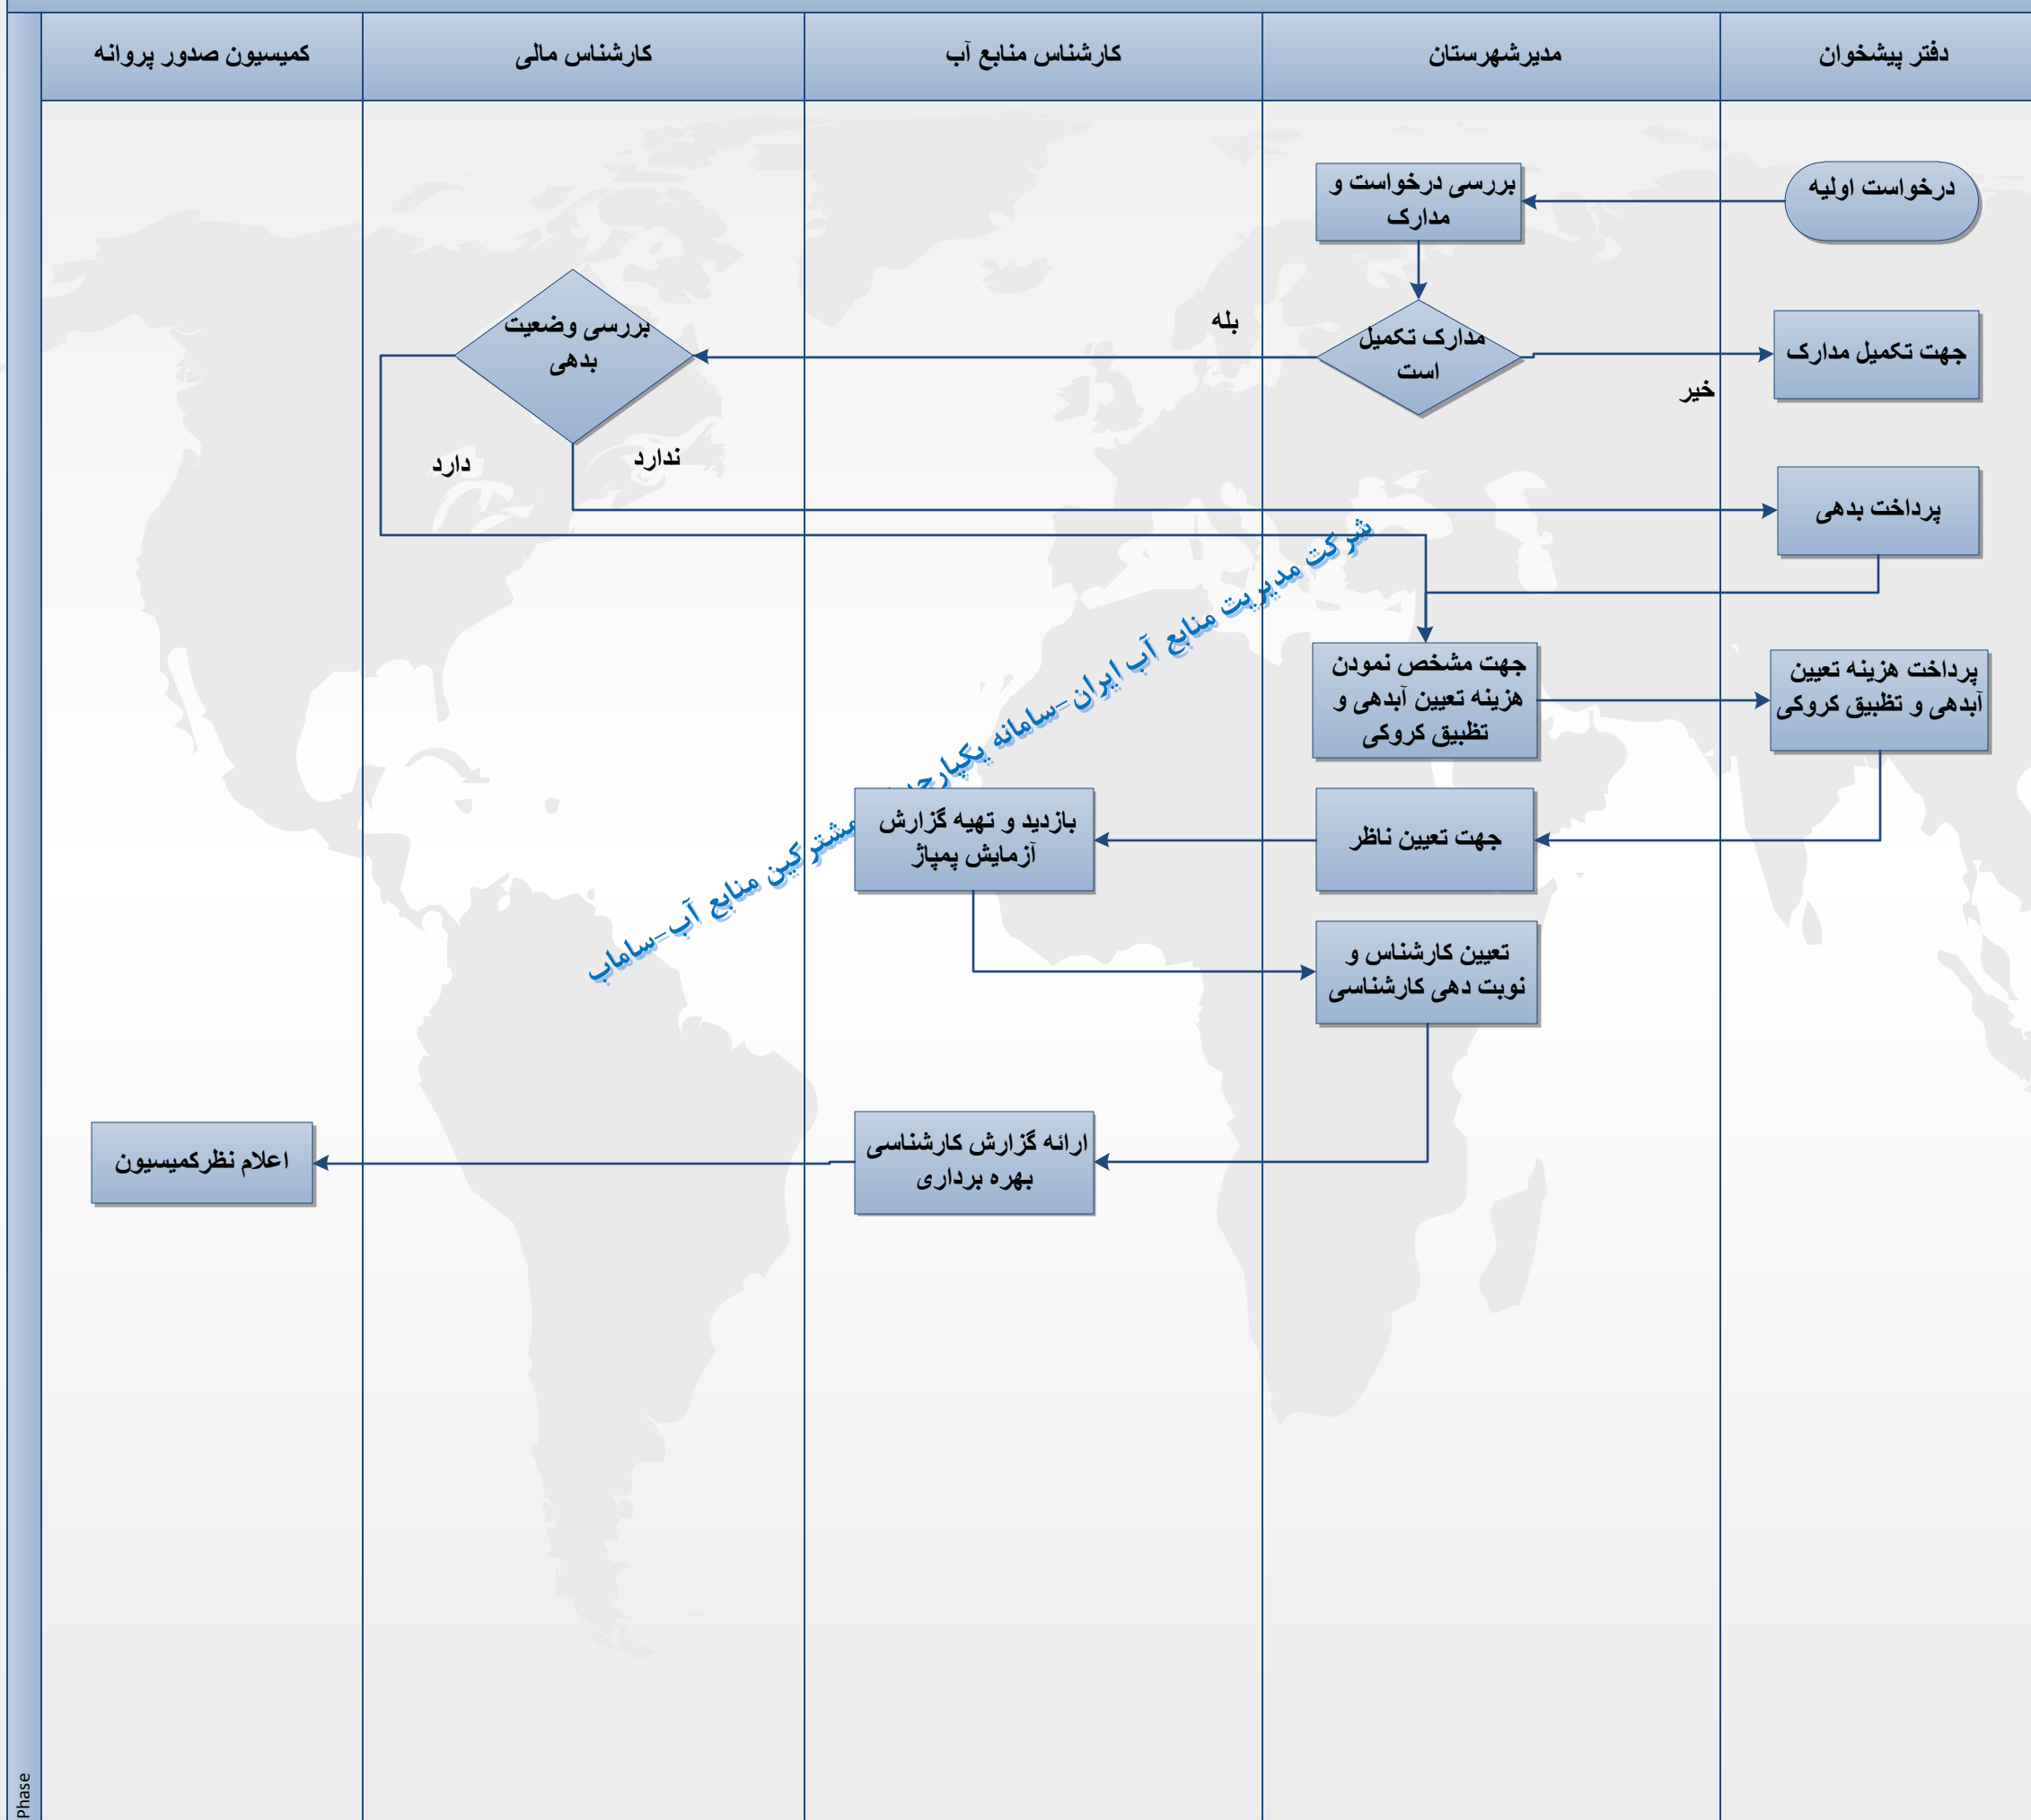 دفتر پیشخوان
مدیرشهرستان
کارشناس منابع آب
کارشناس مالی
کمیسیون صدور پروانه
درخواست اولیه
بررسی درخواست و
مدارک
مدارک تکمیل
است
بله
خیر
جهت تکمیل مدارک
بررسی وضعیت
بدهی
ندارد
دارد
پرداخت بدهی
جهت مشخص نمودن
هزینه تعیین آبدهی و
تظبیق کروکی
پرداخت هزینه تعیین
آبدهی و تظبیق کروکی
جهت تعیین ناظر
بازدید و تهیه گزارش
آزمایش پمپاژ
تعیین کارشناس و
نوبت دهی کارشناسی
ارائه گزارش کارشناسی
بهره برداری
اعلام نظرکمیسیون
شرکت مدیریت منابع آب ایران-سامانه مشترکین منابع آب-ساماب
Phase